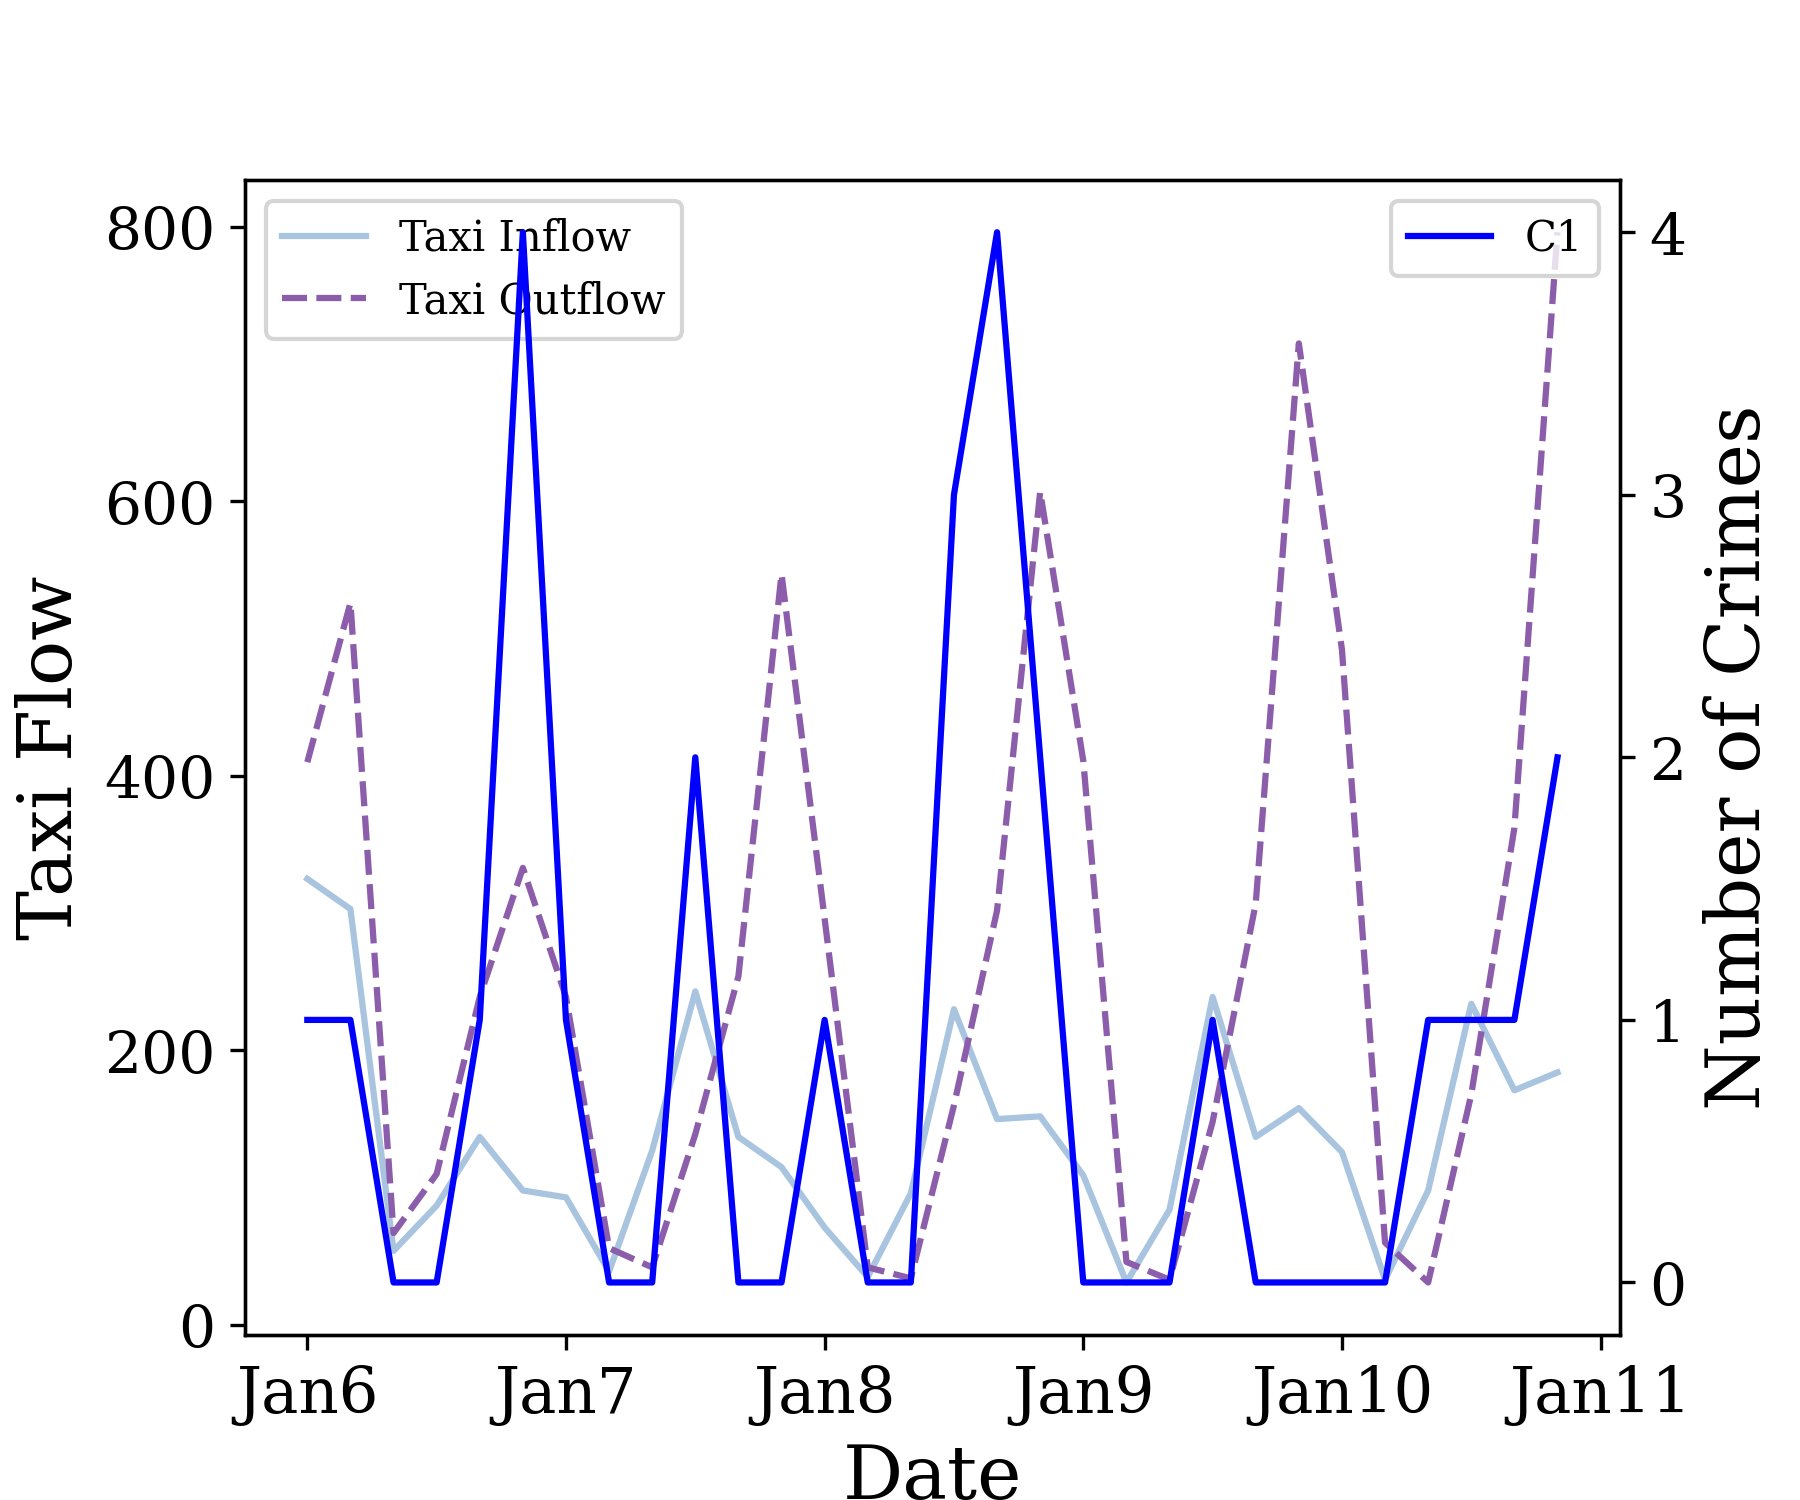 Taxi Inflow
Taxi Outflow
C1
800
600
400
200
0
Taxi Flow
4
3
2
1
0
Number of Crimes
Jan6
Jan7
Jan8
Jan9
Jan10
Jan11
Date